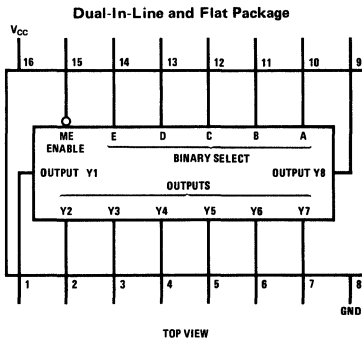 Dual-In-Line and Flat Package
VCC
16 15 14 13 12 11 10 9
ME E D C B A
ENABLE
BINARY SELECT
OUTPUT Y1 OUTPUT Y8
OUTPUTS
Y2 Y3 Y4 Y5 Y6 Y7
1 2 3 4 5 6 7 8
GND
TOP VIEW